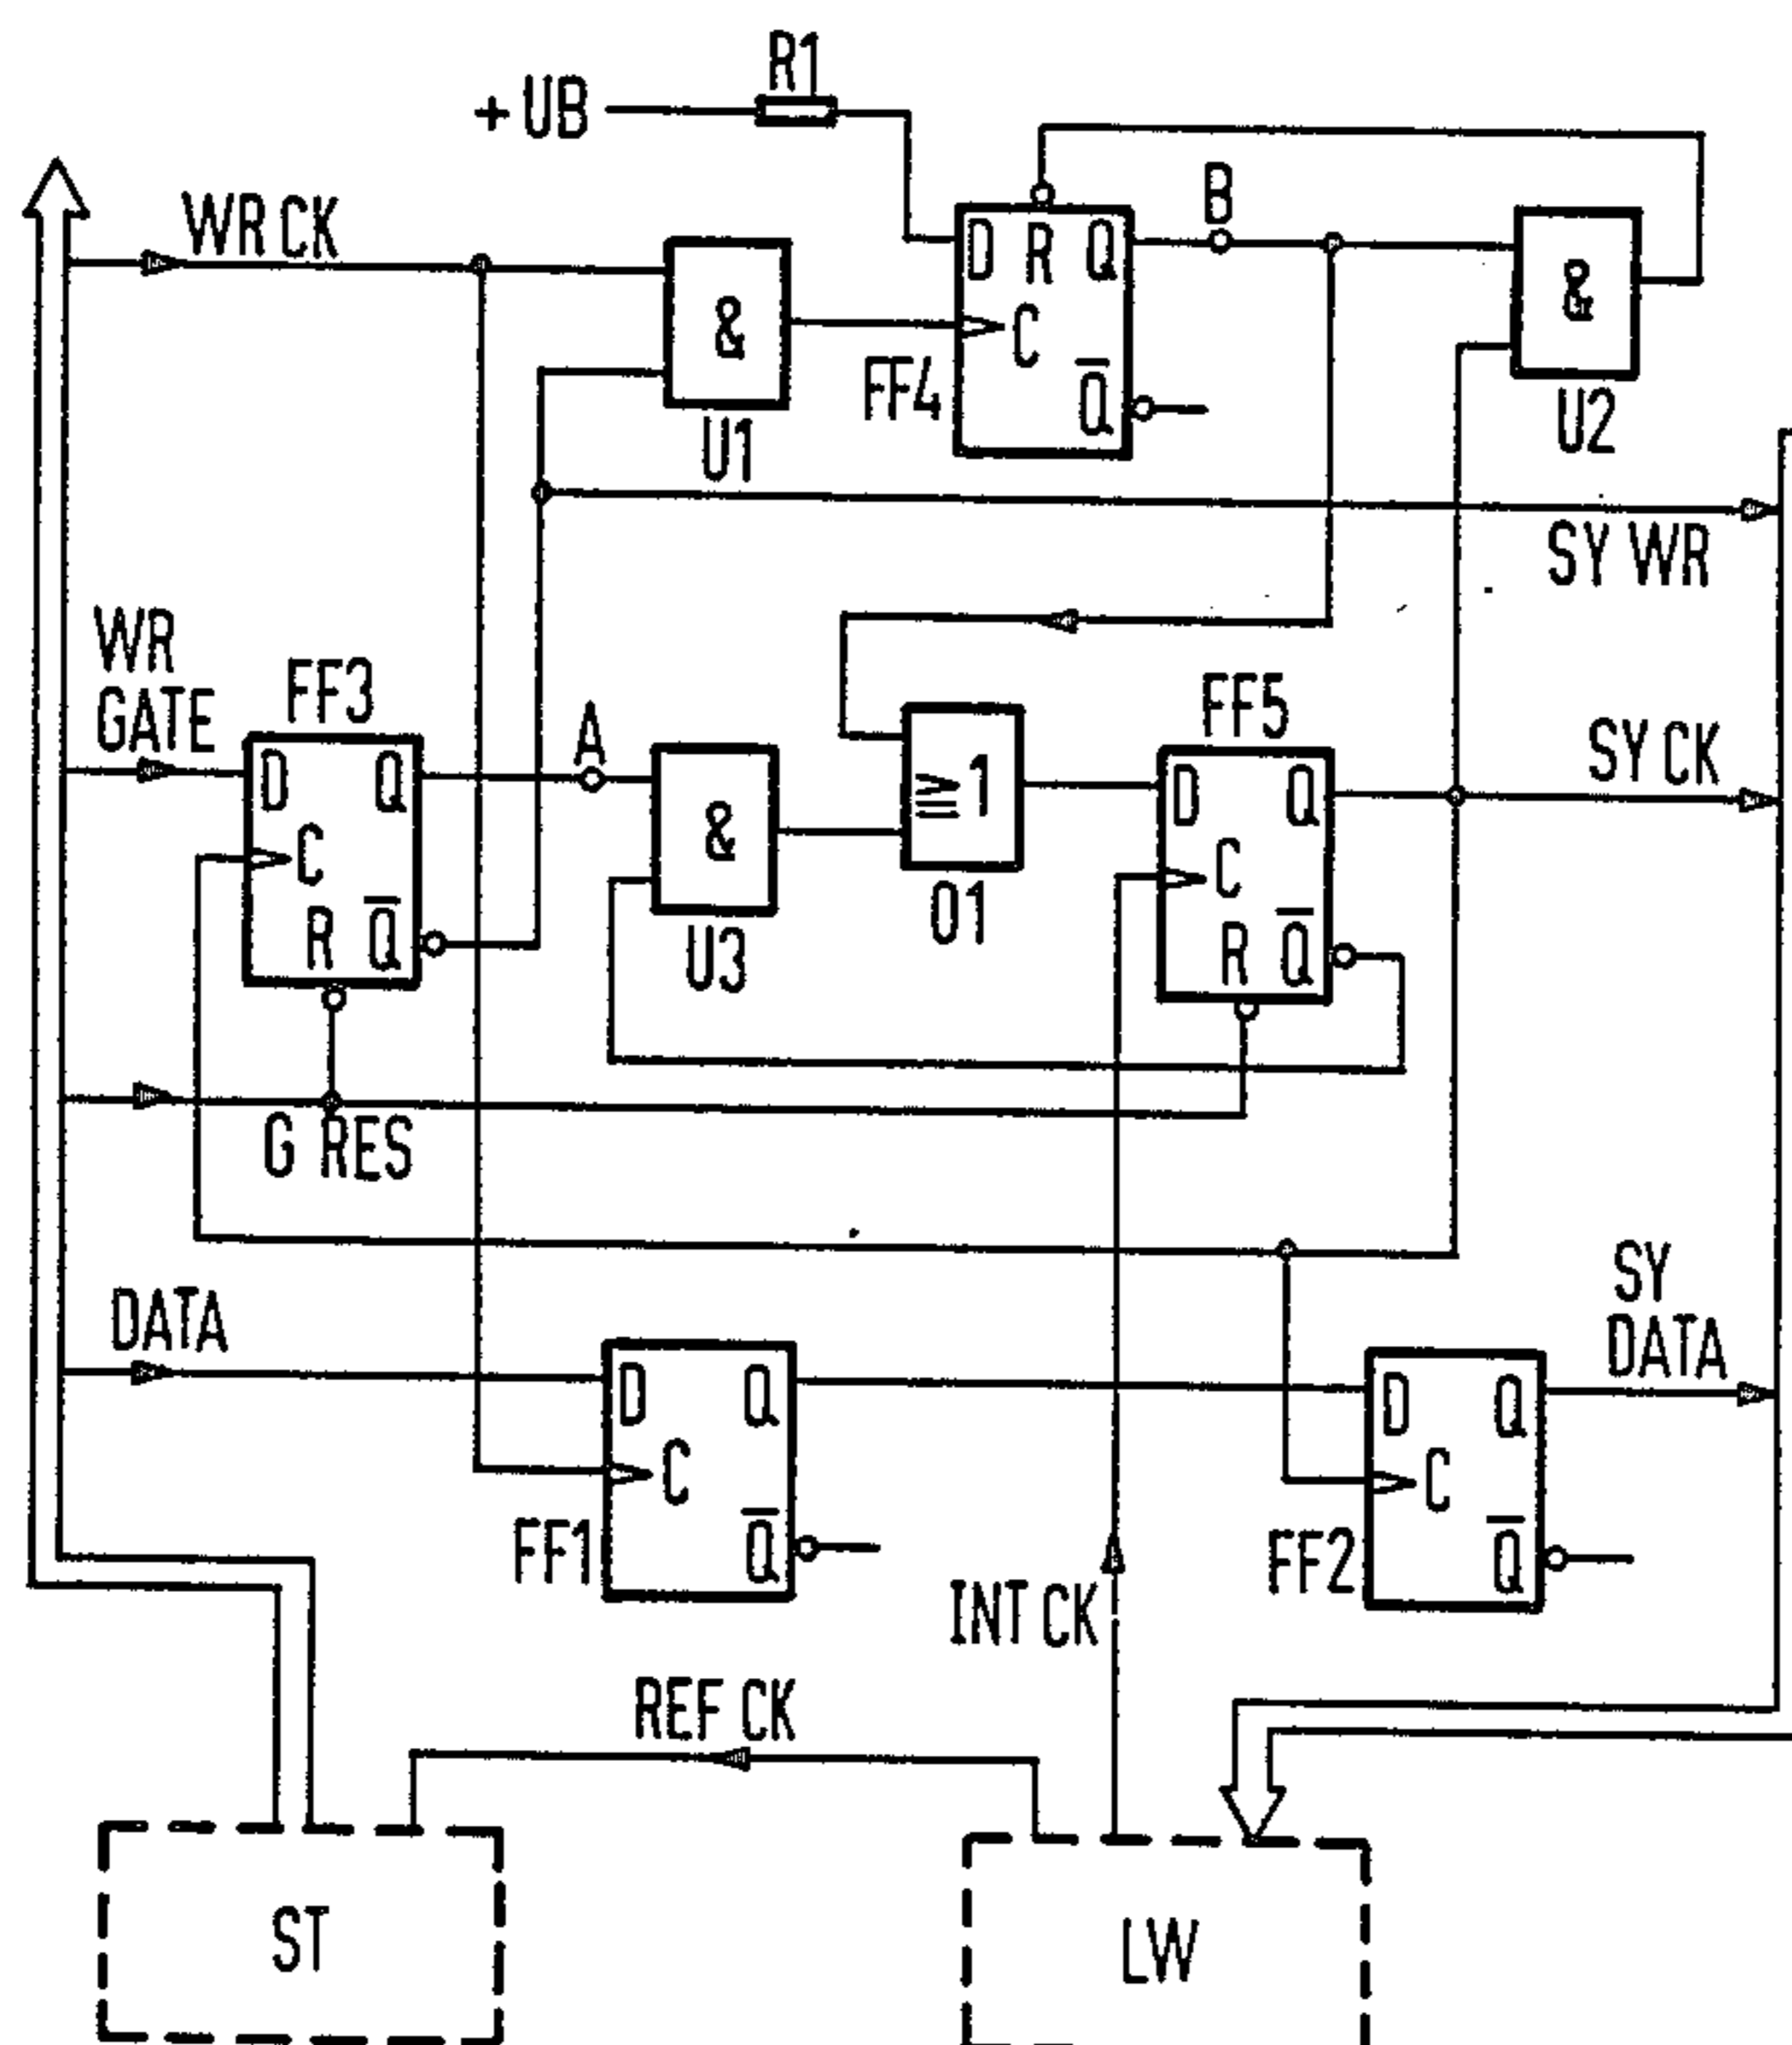 R1
+ UB
B
WR CK
D R Q
C
Q
FF4
&
U1
&
U2
SY WR
WR
GATE
FF3
D Q
C
R Q
A
&
U3
≥1
O1
FF5
D Q
C
R Q
SY CK
G RES
DATA
D Q
C
Q
FF1
SY
DATA
D Q
C
Q
FF2
INT CK
REF CK
ST
LW